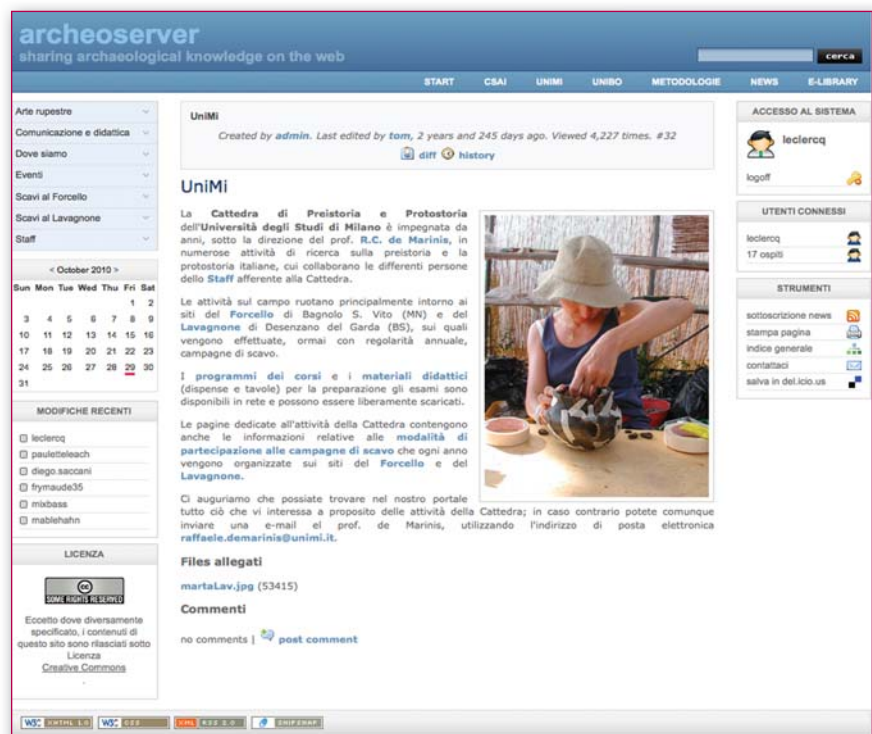 archeoserver
sharing archaeological knowledge on the web
cerca
START CSAI UNIMI UNIBO METODOLOGIE NEWS E-LIBRARY
Arte rupestre
Comunicazione e didattica
Dove siamo
Eventi
Scavi al Forcello
Scavi al Lavagnone
Staff
< October 2010 >
Sun Mon Tue Wed Thu Fri Sat
1 2
3 4 5 6 7 8 9
10 11 12 13 14 15 16
17 18 19 20 21 22 23
24 25 26 27 28 29 30
31
MODIFICHE RECENTI
leclercq
pauletteleach
diego.saccani
frymaude35
mixbass
mablehahn
LICENZA
cc
SOME RIGHTS RESERVED
Eccetto dove diversamente
specificato, i contenuti di
questo sito sono rilasciati sotto
Licenza
Creative Commons
.
UniMi
Created by admin. Last edited by tom, 2 years and 245 days ago. Viewed 4,227 times. #32
diff history
UniMi
La Cattedra di Preistoria e Protostoria
dell'Università degli Studi di Milano è impegnata da
anni, sotto la direzione del prof. R.C. de Marinis, in
numerose attività di ricerca sulla preistoria e la
protostoria italiane, cui collaborano le differenti persone
dello Staff afferente alla Cattedra.
Le attività sul campo ruotano principalmente intorno ai
siti del Forcello di Bagnolo S. Vito (MN) e del
Lavagnone di Desenzano del Garda (BS), sui quali
vengono effettuate, ormai con regolarità annuale,
campagne di scavo.
I programmi dei corsi e i materiali didattici
(dispense e tavole) per la preparazione gli esami sono
disponibili in rete e possono essere liberamente scaricati.
Le pagine dedicate all'attività della Cattedra contengono
anche le informazioni relative alle modalità di
partecipazione alle campagne di scavo che ogni anno
vengono organizzate sui siti del Forcello e del
Lavagnone.
Ci auguriamo che possiate trovare nel nostro portale
tutto ciò che vi interessa a proposito delle attività della Cattedra; in caso contrario potete comunque
inviare una e-mail el prof. de Marinis, utilizzando l'indirizzo di posta elettronica
raffaele.demarinis@unimi.it.
Files allegati
martaLav.jpg (53415)
Commenti
no comments | post comment
ACCESSO AL SISTEMA
leclercq
logoff
UTENTI CONNESSI
leclercq
17 ospiti
STRUMENTI
sottoscrizione news
stampa pagina
indice generale
contattaci
salva in del.icio.us
W3C XHTML 1.0 W3C CSS XML RSS 2.0 SNIPSNAP